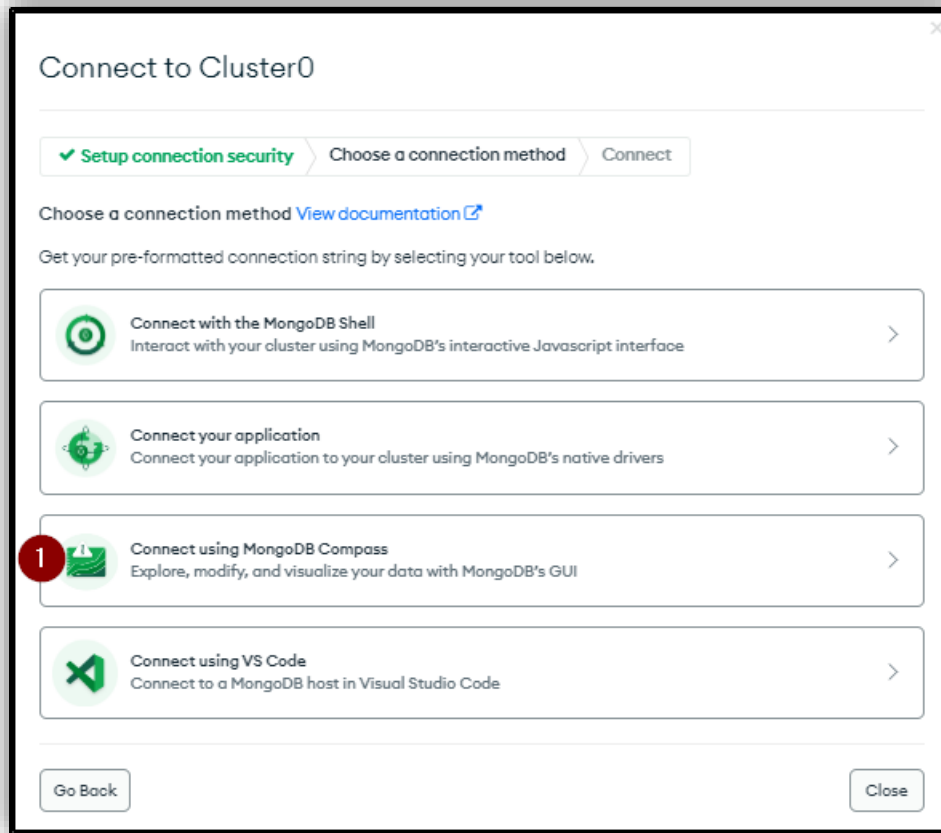 Connect to Cluster0
Setup connection security
Choose a connection method
Connect
Choose a connection method View documentation
Get your pre-formatted connection string by selecting your tool below.
Connect with the MongoDB Shell
Interact with your cluster using MongoDB's interactive Javascript interface
Connect your application
Connect your application to your cluster using MongoDB's native drivers
1
Connect using MongoDB Compass
Explore, modify, and visualize your data with MongoDB's GUI
Connect using VS Code
Connect to a MongoDB host in Visual Studio Code
Go Back
Close